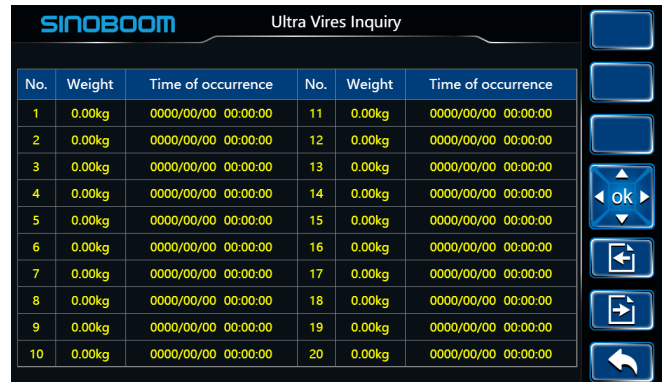 SINOBOOM Ultra Vires Inquiry
No. Weight Time of occurrence No. Weight Time of occurrence
1 0.00kg 0000/00/00 00:00:00 11 0.00kg 0000/00/00 00:00:00
2 0.00kg 0000/00/00 00:00:00 12 0.00kg 0000/00/00 00:00:00
3 0.00kg 0000/00/00 00:00:00 13 0.00kg 0000/00/00 00:00:00
4 0.00kg 0000/00/00 00:00:00 14 0.00kg 0000/00/00 00:00:00
ok
5 0.00kg 0000/00/00 00:00:00 15 0.00kg 0000/00/00 00:00:00
6 0.00kg 0000/00/00 00:00:00 16 0.00kg 0000/00/00 00:00:00
7 0.00kg 0000/00/00 00:00:00 17 0.00kg 0000/00/00 00:00:00
8 0.00kg 0000/00/00 00:00:00 18 0.00kg 0000/00/00 00:00:00
9 0.00kg 0000/00/00 00:00:00 19 0.00kg 0000/00/00 00:00:00
10 0.00kg 0000/00/00 00:00:00 20 0.00kg 0000/00/00 00:00:00